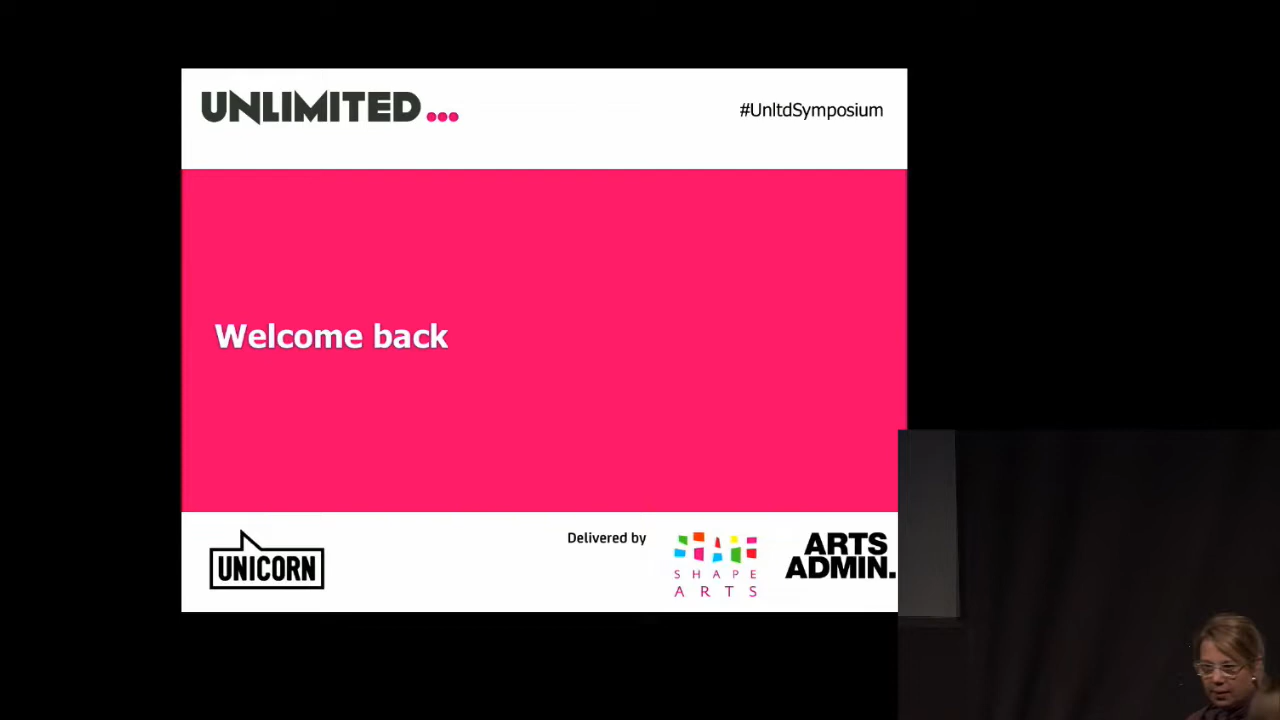 UNLIMITED...
#UnltdSymposium
Welcome back
UNICORN
Delivered by
SHAPE
ARTS
ARTS
ADMIN.